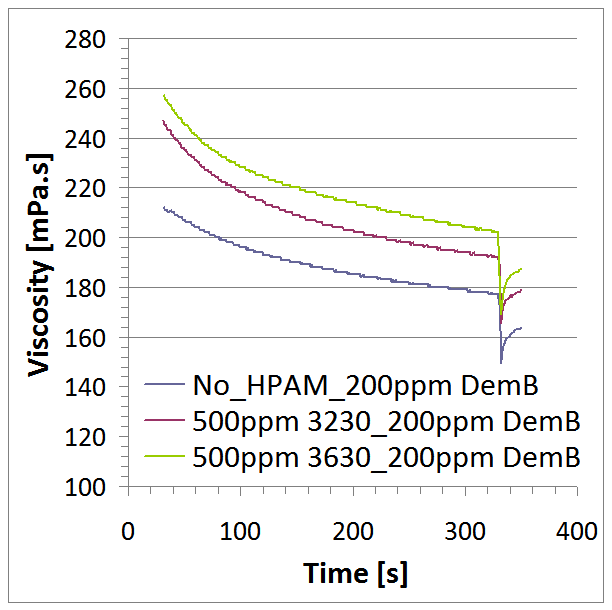 280
260
240
220
200
180
160
140
120
100
Viscosity [mPa.s]
No_HPAM_200ppm DemB
500ppm 3230_200ppm DemB
500ppm 3630_200ppm DemB
0 100 200 300 400
Time [s]